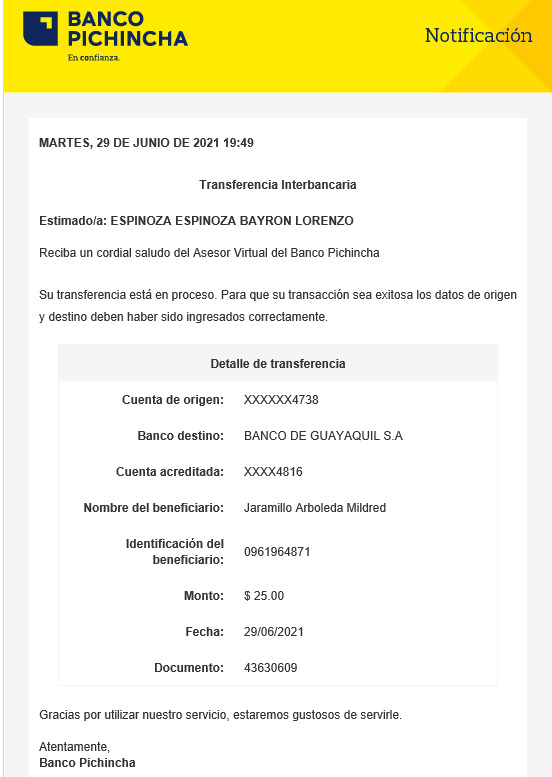 BANCO
PICHINCHA
En confianza.
Notificación
MARTES, 29 DE JUNIO DE 2021 19:49
Transferencia Interbancaria
Estimado/a: ESPINOZA ESPINOZA BAYRON LORENZO
Reciba un cordial saludo del Asesor Virtual del Banco Pichincha
Su transferencia está en proceso. Para que su transacción sea exitosa los datos de origen
y destino deben haber sido ingresados correctamente.
Detalle de transferencia
Cuenta de origen: XXXXXX4738
Banco destino: BANCO DE GUAYAQUIL S.A
Cuenta acreditada: XXXX4816
Nombre del beneficiario: Jaramillo Arboleda Mildred
Identificación del
beneficiario: 0961964871
Monto: $ 25.00
Fecha: 29/06/2021
Documento: 43630609
Gracias por utilizar nuestro servicio, estaremos gustosos de servirle.
Atentamente,
Banco Pichincha